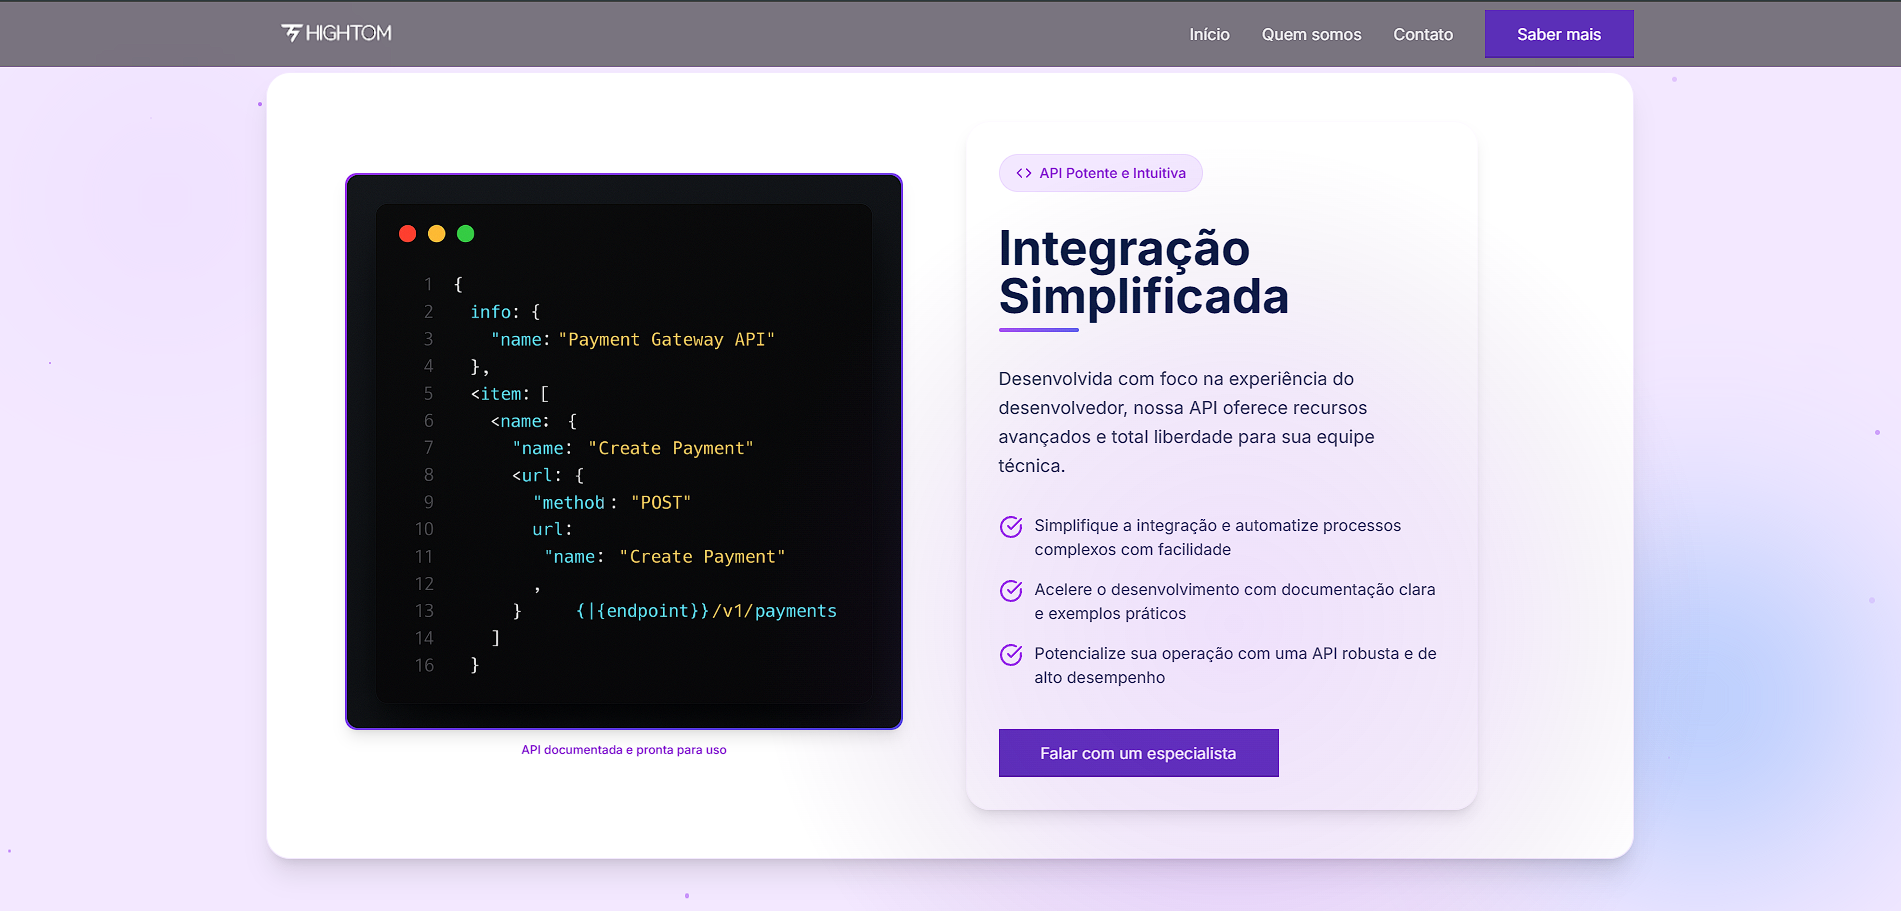 HIGHTOM
Início
Quem somos
Contato
Saber mais
1 {
2 info: {
3 "name: "Payment Gateway API"
4 },
5 <item: [
6 <name: {
7 "name: "Create Payment"
8 <url: {
9 "method : "POST"
10 url:
11 "name: "Create Payment"
12 ,
13 } {|{endpoint}}/v1/payments
14 ]
16 }
API documentada e pronta para uso
<> API Potente e Intuitiva
Integração
Simplificada
Desenvolvida com foco na experiência do
desenvolvedor, nossa API oferece recursos
avançados e total liberdade para sua equipe
técnica.
Simplifique a integração e automatize processos
complexos com facilidade
Acelere o desenvolvimento com documentação clara
e exemplos práticos
Potencialize sua operação com uma API robusta e de
alto desempenho
Falar com um especialista